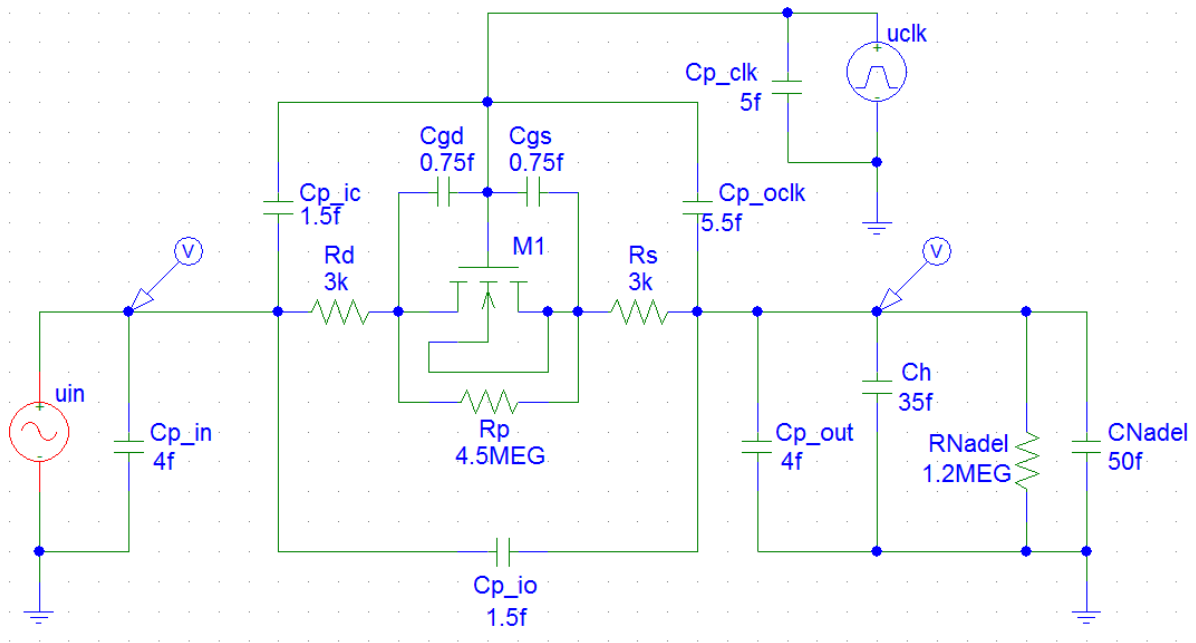 uclk
+
-
Cp_clk
5f
Cgd
0.75f
Cgs
0.75f
Cp_ic
1.5f
Cp_oclk
5.5f
M1
V
Rd
3k
Rs
3k
V
uin
+
-
Cp_in
4f
Rp
4.5MEG
Ch
35f
Cp_out
4f
RNadel
1.2MEG
CNadel
50f
Cp_io
1.5f